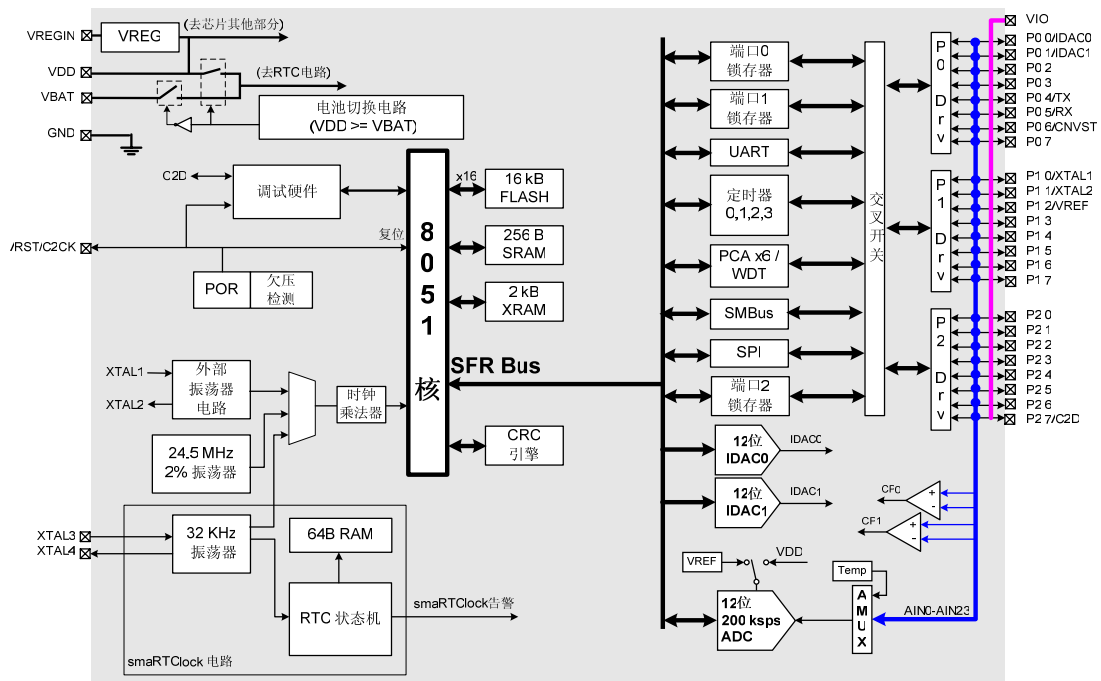 VREGIN
VREG
(去芯片其他部分)
VDD
(去RTC电路)
VBAT
电池切换电路
(VDD >= VBAT)
GND
C2D
调试硬件
/RST/C2CK
复位
POR
欠压
检测
8051
核
x16
16 kB
FLASH
256 B
SRAM
2 kB
XRAM
SFR Bus
CRC
引擎
XTAL1
XTAL2
外部
振荡器
电路
时钟
乘法器
24.5 MHz
2% 振荡器
XTAL3
XTAL4
32 KHz
振荡器
64B RAM
RTC 状态机
smaRTClock告警
smaRTClock 电路
端口0
锁存器
端口1
锁存器
UART
定时器
0,1,2,3
PCA x6 /
WDT
SMBus
SPI
端口2
锁存器
交叉开关
P0 Drv
P1 Drv
P2 Drv
VIO
P0 0/IDAC0
P0 1/IDAC1
P0 2
P0 3
P0 4/TX
P0 5/RX
P0 6/CNVST
P0 7
P1 0/XTAL1
P1 1/XTAL2
P1 2/VREF
P1 3
P1 4
P1 5
P1 6
P1 7
P2 0
P2 1
P2 2
P2 3
P2 4
P2 5
P2 6
P2 7/C2D
12位
IDAC0
IDAC0
12位
IDAC1
IDAC1
CF0
+
-
CF1
+
-
VREF
VDD
Temp
12位
200 ksps
ADC
AMUX
AIN0-AIN23